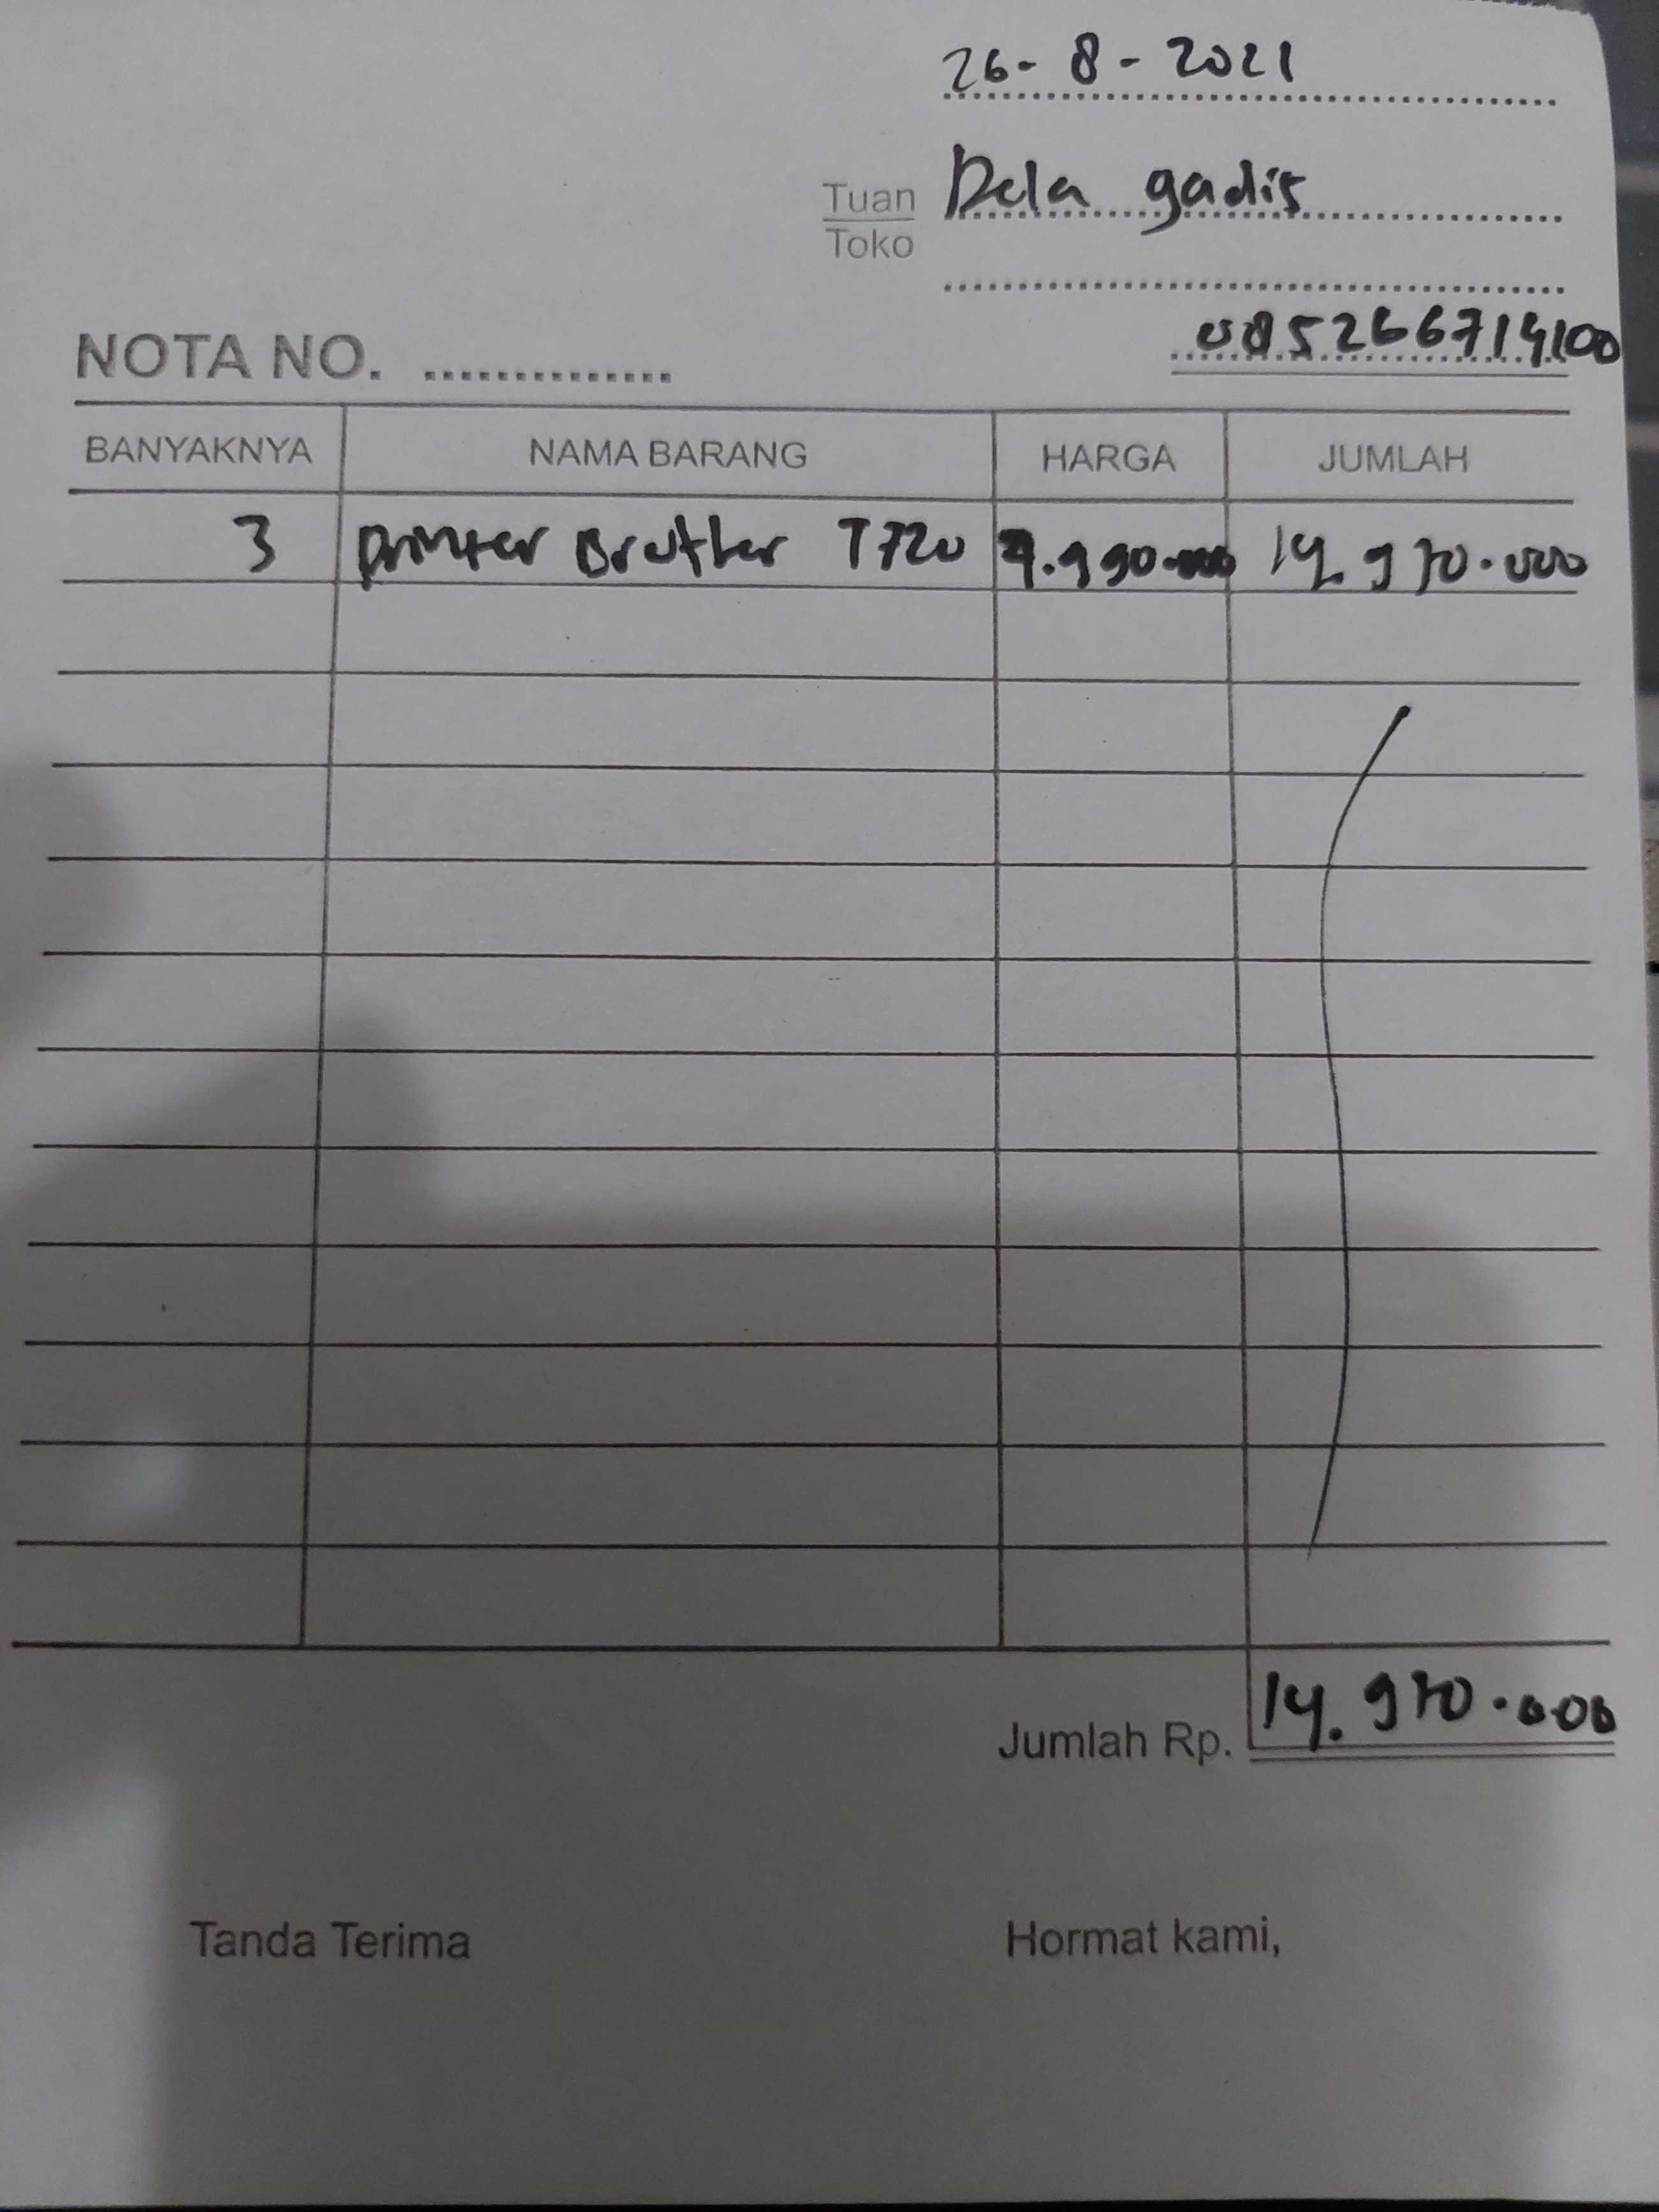 26-8-2021
Tuan Dela gadis
Toko
085266714100
NOTA NO. ...............
BANYAKNYA NAMA BARANG HARGA JUMLAH
3 printer Brother T720 4.990.000 14.970.000
Jumlah Rp. 14.970.000
Tanda Terima Hormat kami,